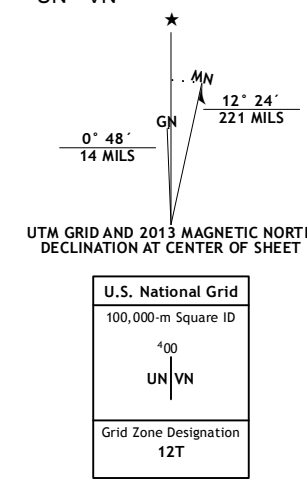 UN VN
★
MN
GN
12° 24´
221 MILS
0° 48´
14 MILS
UTM GRID AND 2013 MAGNETIC NORTH
DECLINATION AT CENTER OF SHEET
U.S. National Grid
100,000-m Square ID
⁴00
UN VN
Grid Zone Designation
12T